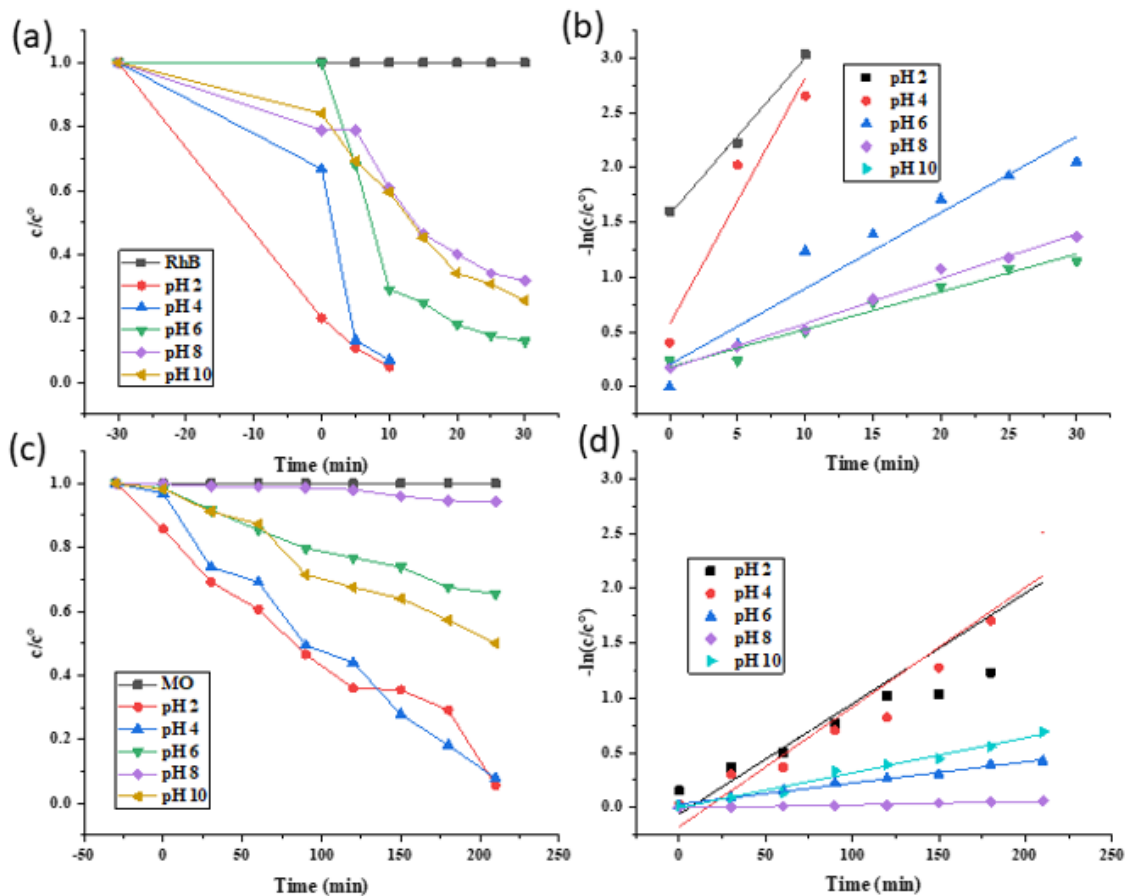 (a)
1.0
0.8
0.6
0.4
0.2
0.0
c/c°
RhB
pH 2
pH 4
pH 6
pH 8
pH 10
-30 -20 -10 0 10 20 30
Time (min)
(b)
3.0
2.5
2.0
1.5
1.0
0.5
0.0
-ln(c/c°)
pH 2
pH 4
pH 6
pH 8
pH 10
0 5 10 15 20 25 30
Time (min)
(c)
1.0
0.8
0.6
0.4
0.2
0.0
c/c°
MO
pH 2
pH 4
pH 6
pH 8
pH 10
-50 0 50 100 150 200 250
Time (min)
(d)
3.0
2.5
2.0
1.5
1.0
0.5
0.0
-ln(c/c°)
pH 2
pH 4
pH 6
pH 8
pH 10
0 50 100 150 200 250
Time (min)